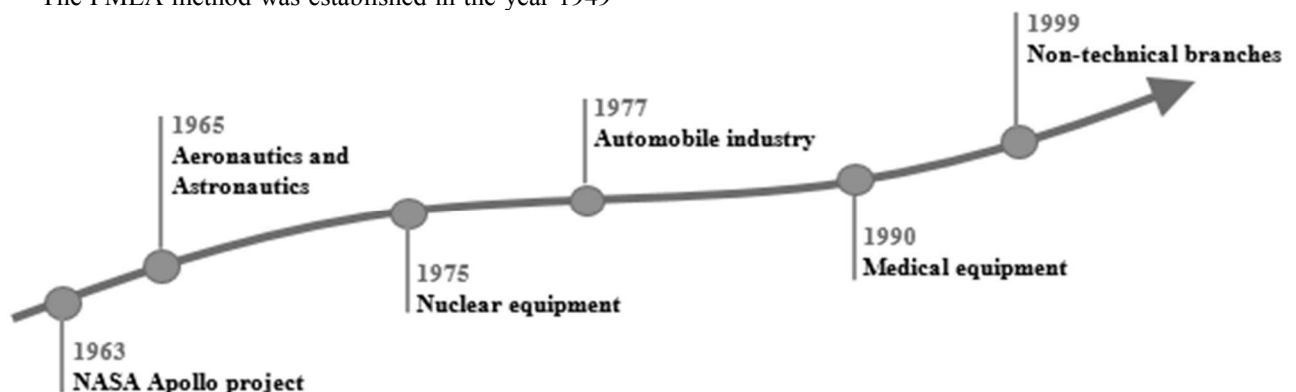 The FMEA method was established in the year 1949
1999
Non-technical branches
1977
Automobile industry
1965
Aeronautics and
Astronautics
1990
Medical equipment
1975
Nuclear equipment
1963
NASA Apollo project